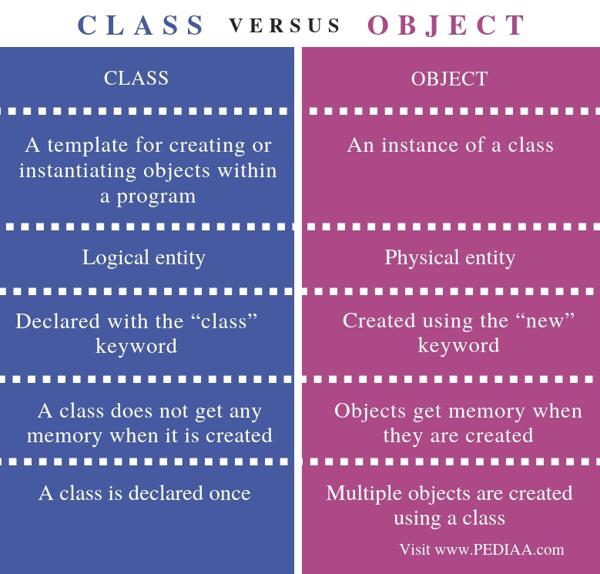 CLASS VERSUS OBJECT
CLASS
OBJECT
A template for creating or
instantiating objects within
a program
An instance of a class
Logical entity
Physical entity
Declared with the “class”
keyword
Created using the “new”
keyword
A class does not get any
memory when it is created
Objects get memory when
they are created
A class is declared once
Multiple objects are created
using a class
Visit www.PEDIAA.com